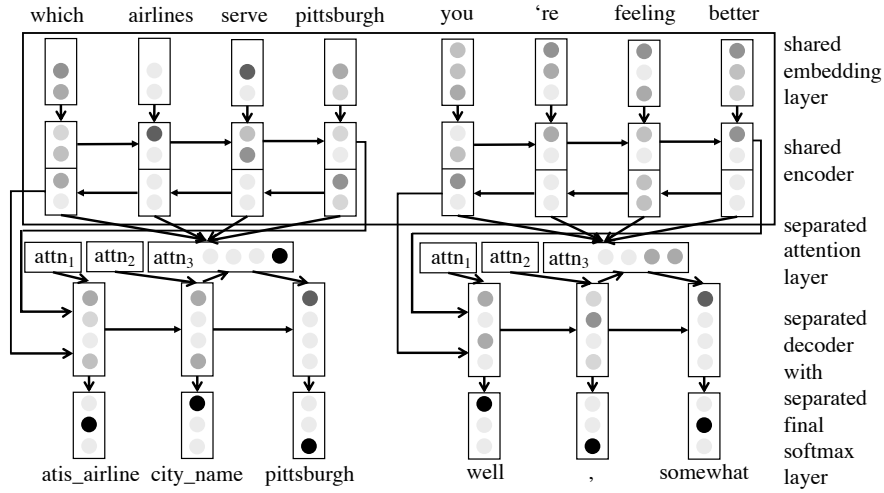 which airlines serve pittsburgh you ‘re feeling better
shared
embedding
layer
shared
encoder
separated
attention
layer
attn₁ attn₂ attn₃ attn₁ attn₂ attn₃
separated
decoder
with
separated
final
softmax
layer
atis_airline city_name pittsburgh well , somewhat